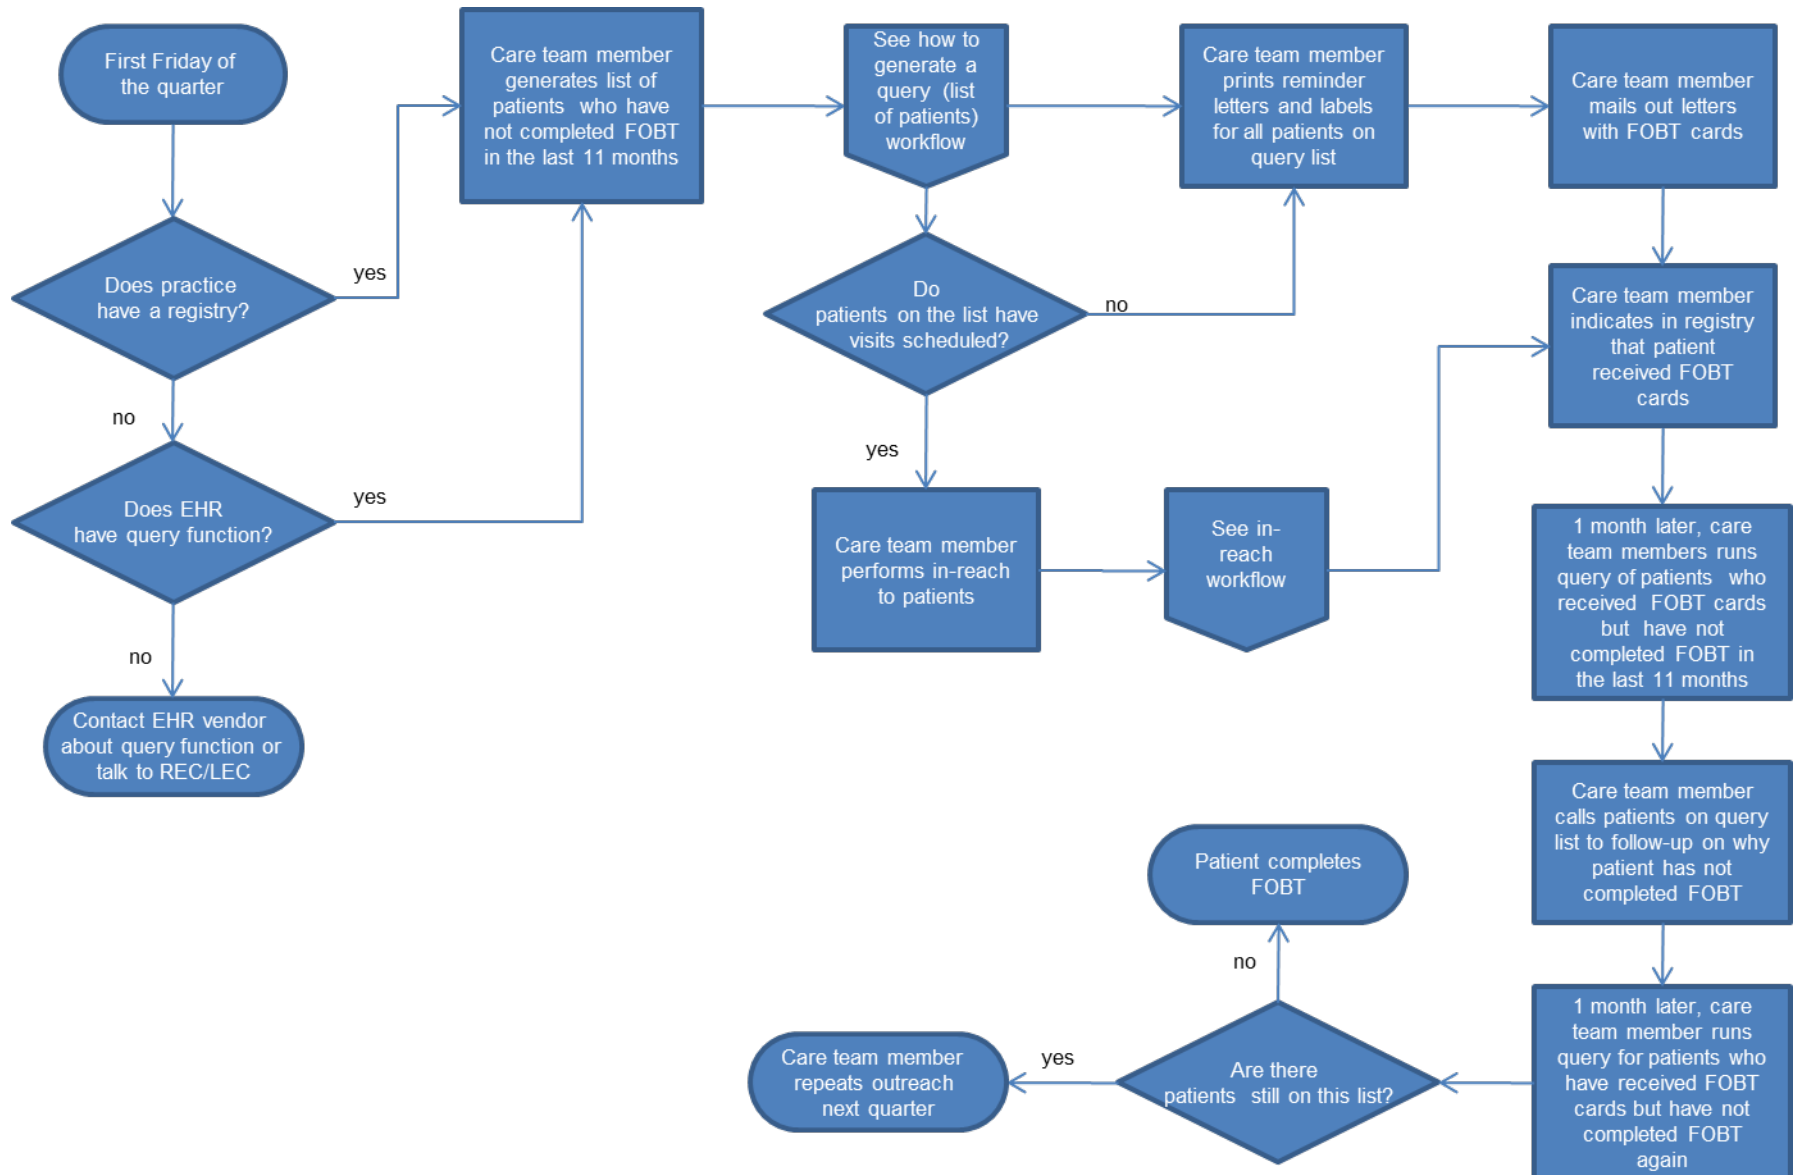 First Friday of
the quarter
Does practice
have a registry?
yes
no
Does EHR
have query function?
yes
no
Contact EHR vendor
about query function or
talk to REC/LEC
Care team member
generates list of
patients who have
not completed FOBT
in the last 11 months
See how to
generate a
query (list
of patients)
workflow
Do
patients on the list have
visits scheduled?
no
yes
Care team member
performs in-reach
to patients
See in-
reach
workflow
Care team member
prints reminder
letters and labels
for all patients on
query list
Care team member
mails out letters
with FOBT cards
Care team member
indicates in registry
that patient
received FOBT
cards
1 month later, care
team members runs
query of patients who
received FOBT cards
but have not
completed FOBT in
the last 11 months
Care team member
calls patients on query
list to follow-up on why
patient has not
completed FOBT
1 month later, care
team member runs
query for patients who
have received FOBT
cards but have not
completed FOBT
again
Are there
patients still on this list?
no
Patient completes
FOBT
yes
Care team member
repeats outreach
next quarter